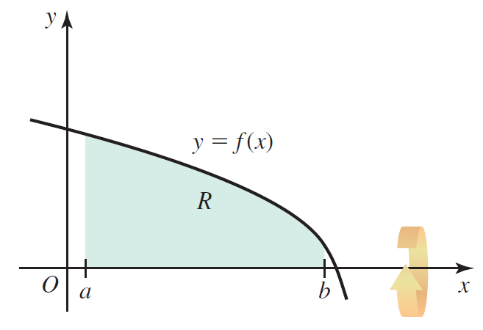 y
y = f(x)
R
O a b x